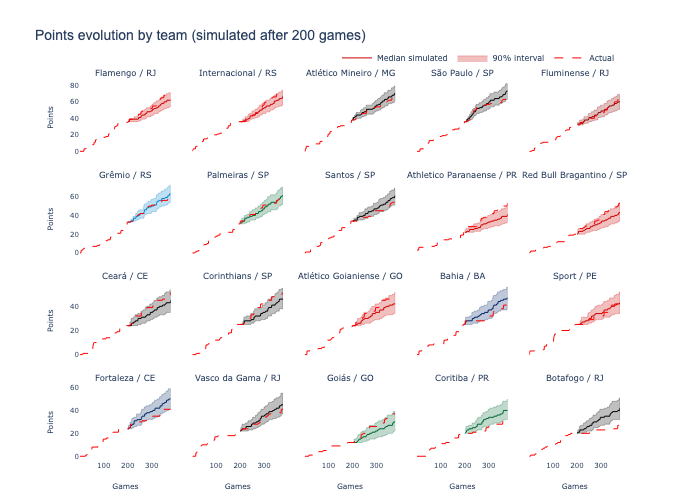 Points evolution by team (simulated after 200 games)
Median simulated 90% interval Actual
Flamengo / RJ Internacional / RS Atlético Mineiro / MG São Paulo / SP Fluminense / RJ
80
60
40
20
0
Points
Grêmio / RS Palmeiras / SP Santos / SP Athletico Paranaense / PR Red Bull Bragantino / SP
60
40
20
0
Points
Ceará / CE Corinthians / SP Atlético Goianiense / GO Bahia / BA Sport / PE
40
20
0
Points
Fortaleza / CE Vasco da Gama / RJ Goiás / GO Coritiba / PR Botafogo / RJ
60
40
20
0
Points
100 200 300 100 200 300 100 200 300 100 200 300 100 200 300
Games Games Games Games Games